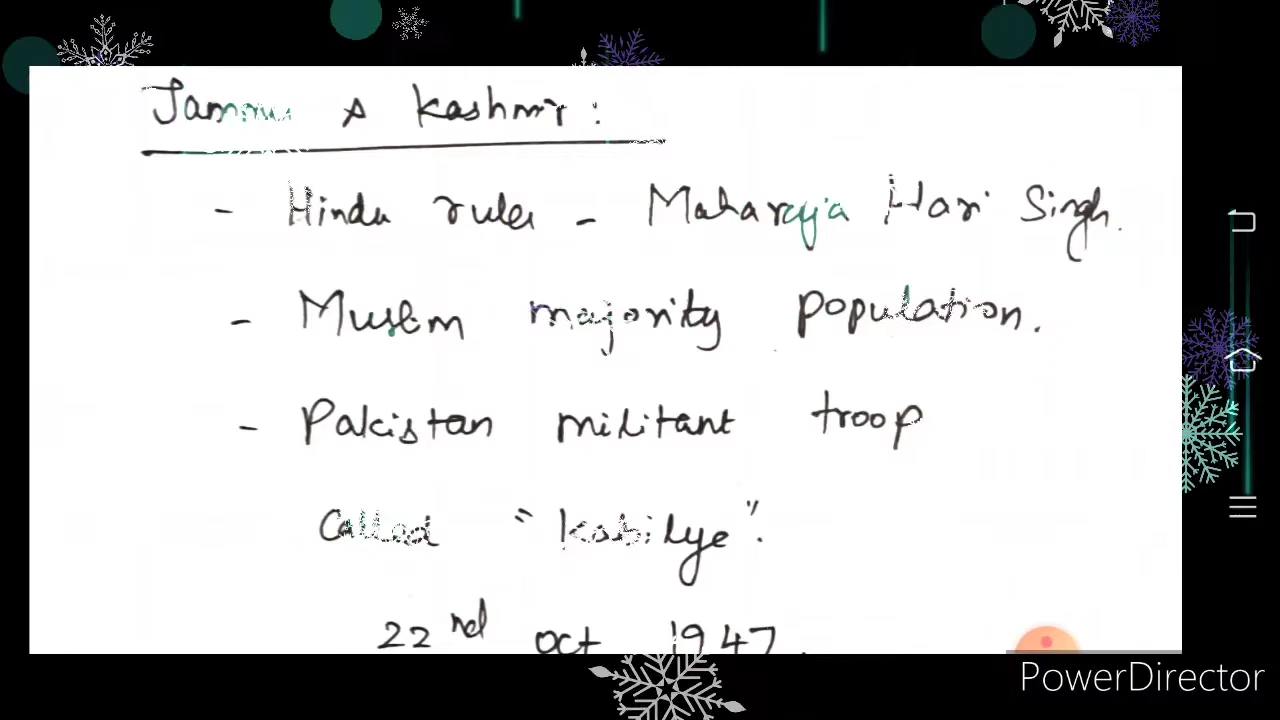 Jammu & Kashmir:
- Hindu ruler - Maharaja Hari Singh.
- Muslim majority population.
- Pakistan militant troop
called "Kabilye".
22nd Oct 1947.
PowerDirector